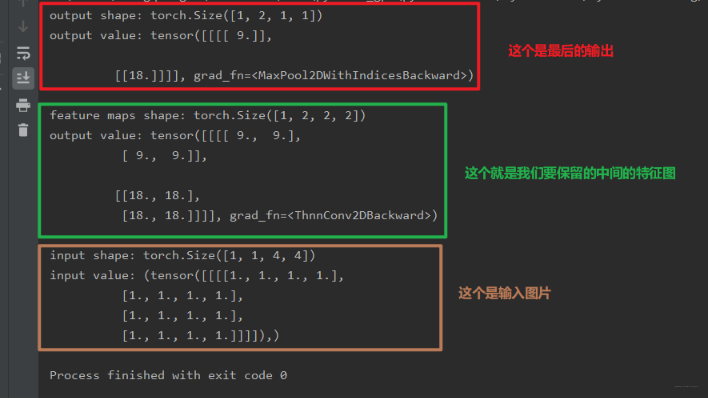 output shape: torch.Size([1, 2, 1, 1])
output value: tensor([[[[ 9.]],
[[18.]]]], grad_fn=<MaxPool2DWithIndicesBackward>)
这个是最后的输出
feature maps shape: torch.Size([1, 2, 2, 2])
output value: tensor([[[[ 9.,  9.],
[ 9.,  9.]],
[[18., 18.],
[18., 18.]]]], grad_fn=<ThnnConv2DBackward>)
这个就是我们要保留的中间的特征图
input shape: torch.Size([1, 1, 4, 4])
input value: (tensor([[[[1., 1., 1., 1.],
[1., 1., 1., 1.],
[1., 1., 1., 1.],
[1., 1., 1., 1.]]]]),)
这个是输入图片
Process finished with exit code 0